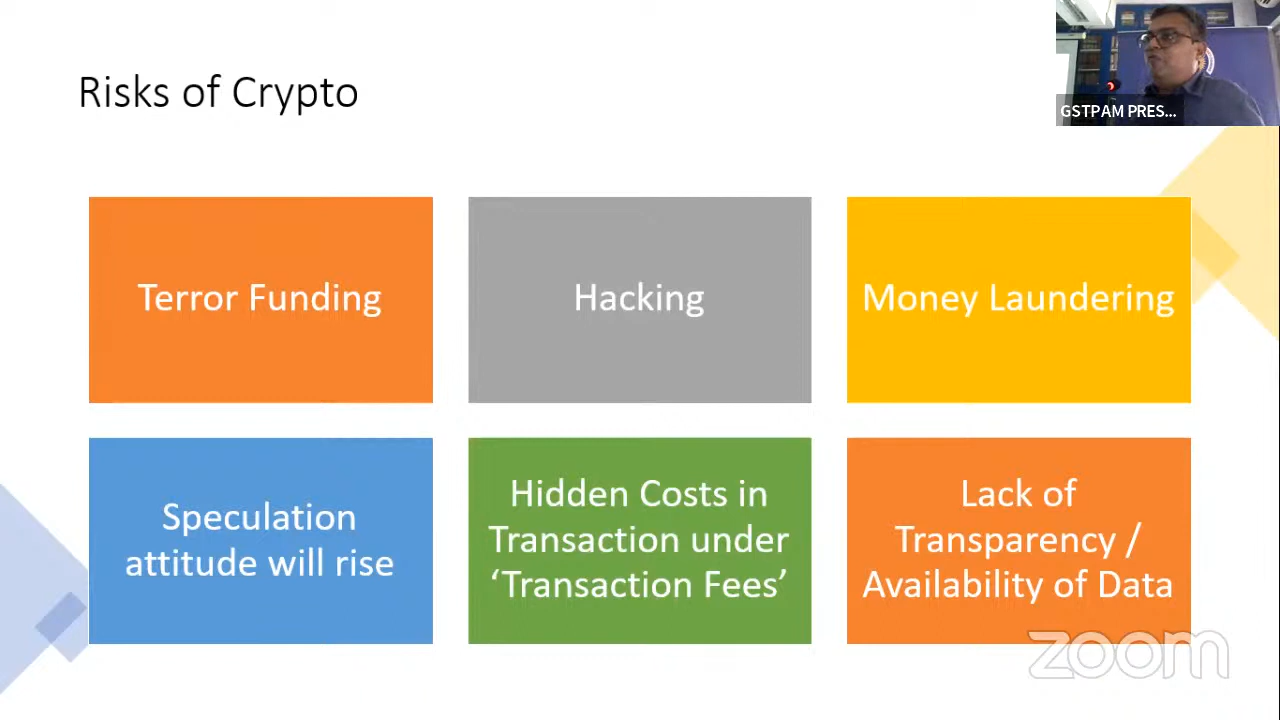 Risks of Crypto
GSTPAM PRES...
Terror Funding
Hacking
Money Laundering
Speculation
attitude will rise
Hidden Costs in
Transaction under
‘Transaction Fees’
Lack of
Transparency /
Availability of Data
zoom